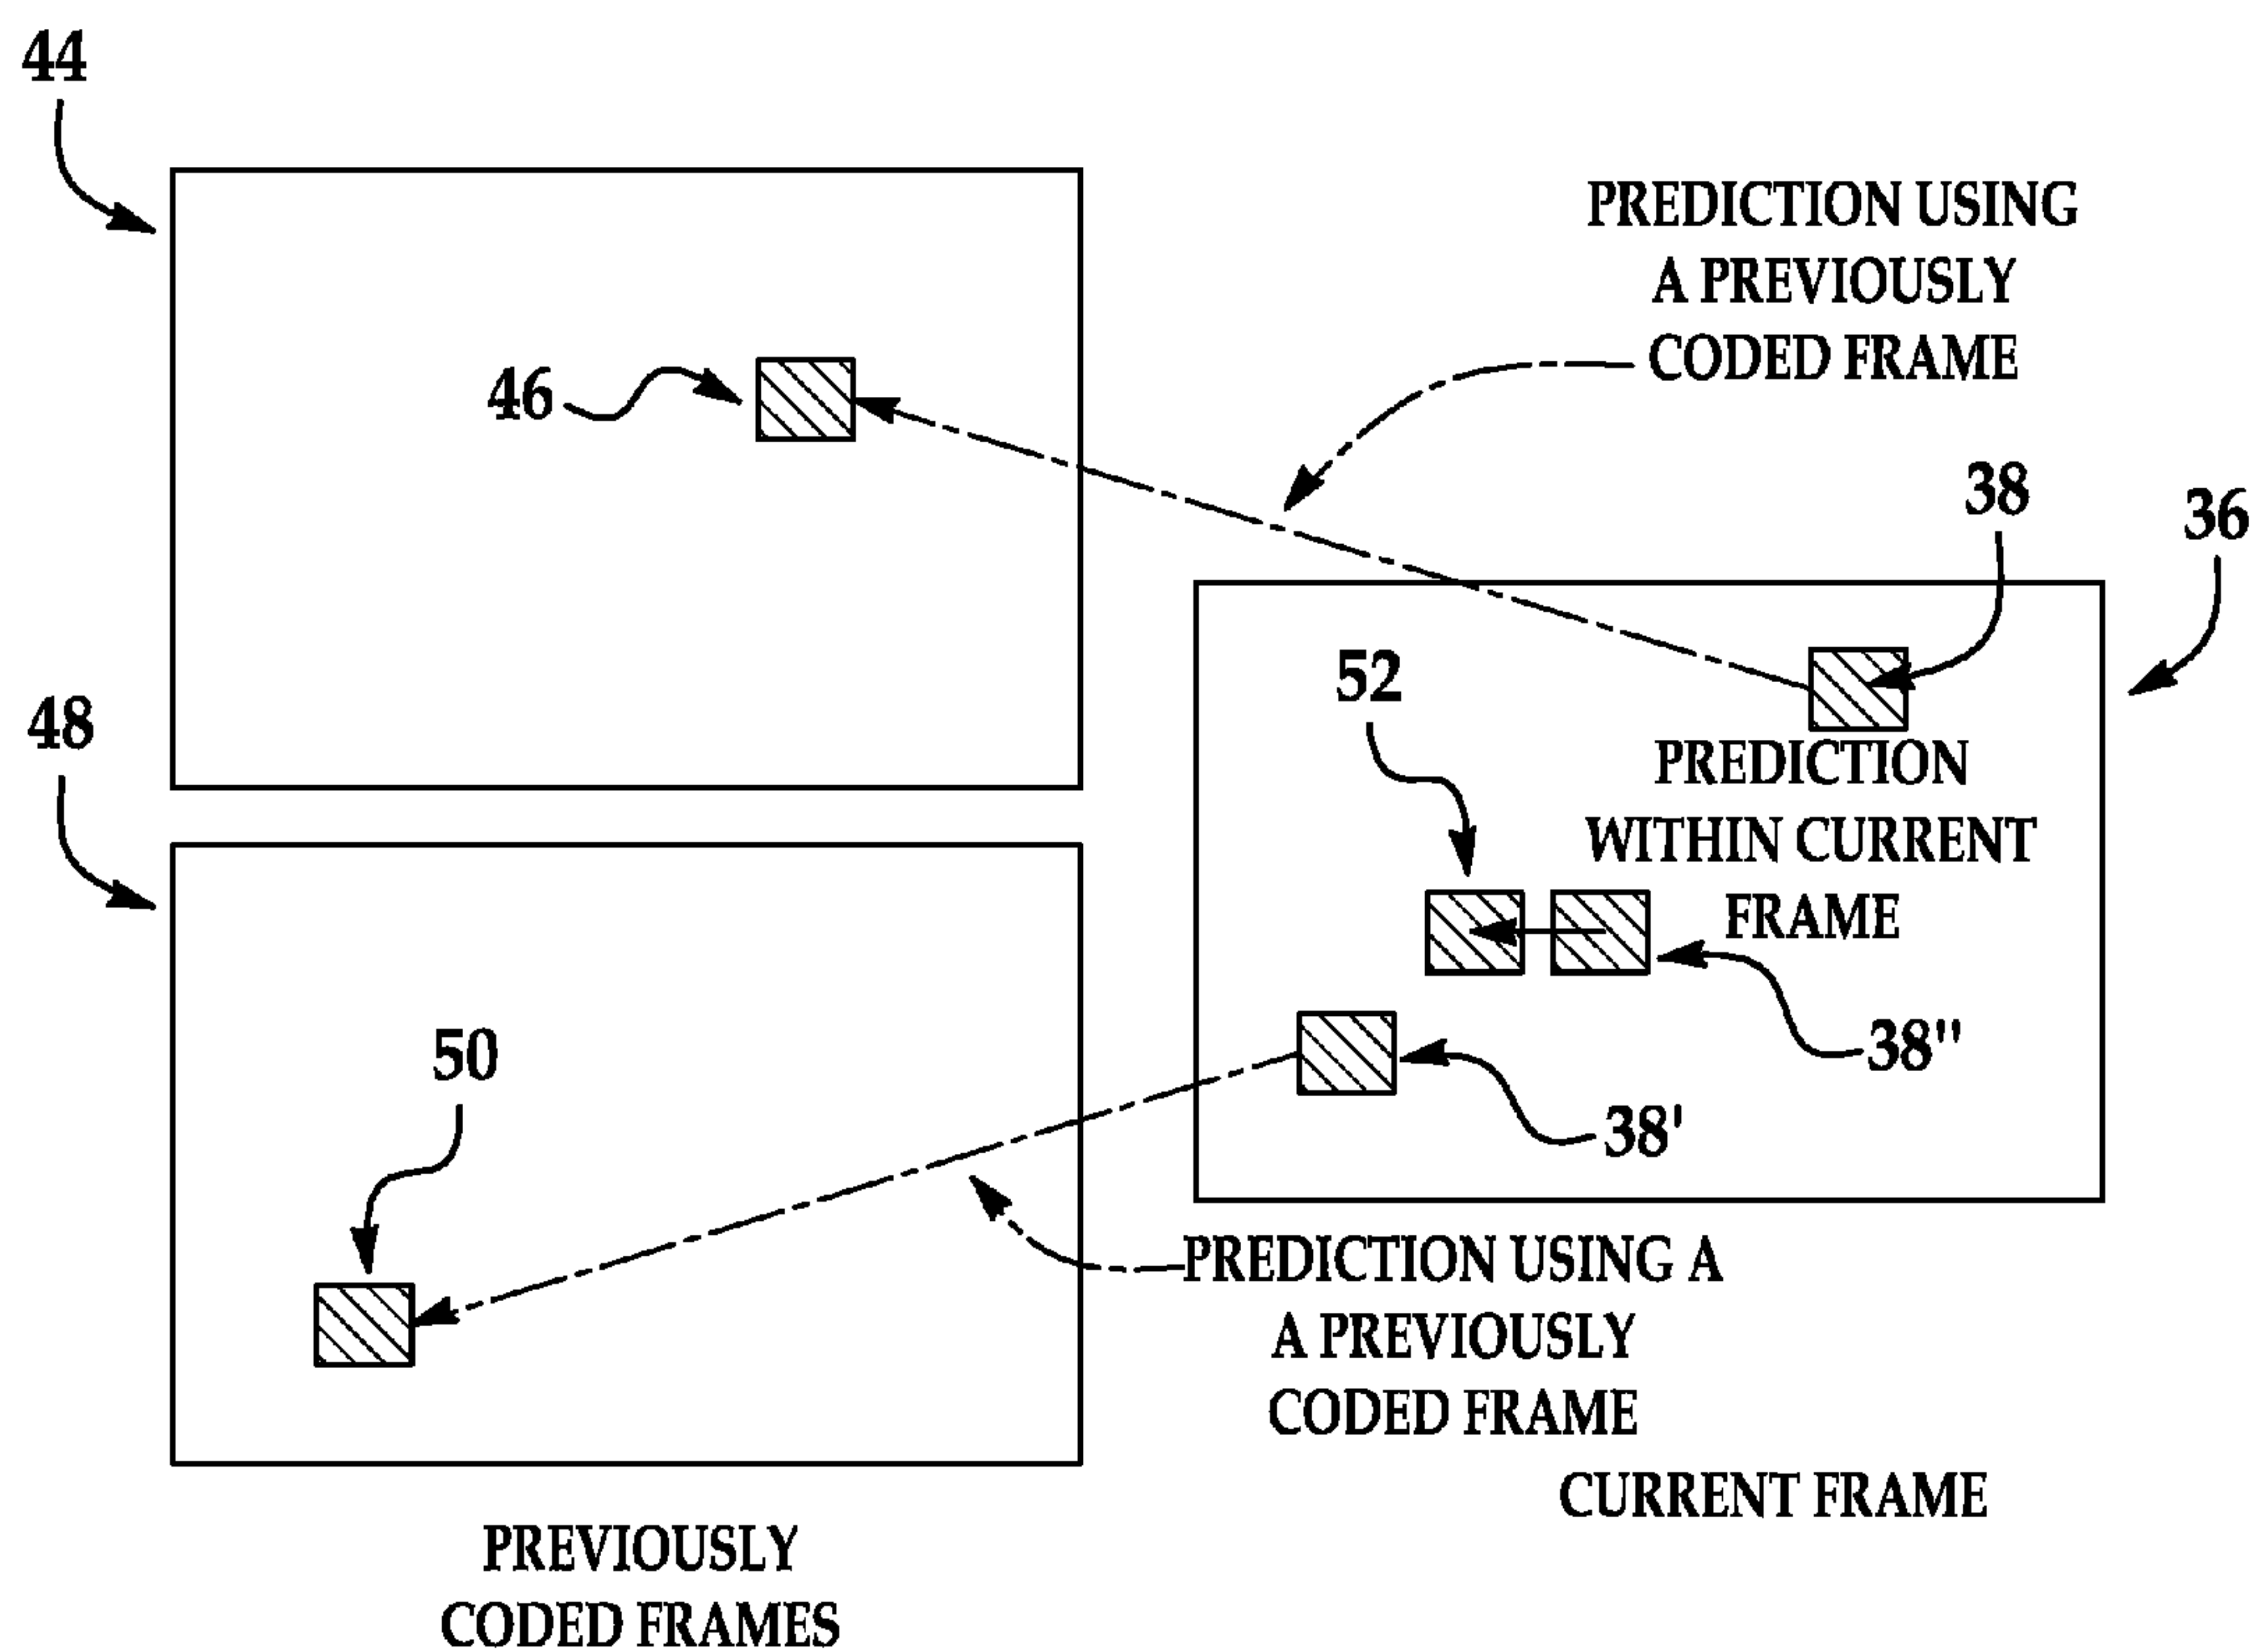 44
PREDICTION USING
A PREVIOUSLY
CODED FRAME
46
38
36
52
48
PREDICTION
WITHIN CURRENT
FRAME
50
38"
38'
PREDICTION USING A
A PREVIOUSLY
CODED FRAME
CURRENT FRAME
PREVIOUSLY
CODED FRAMES